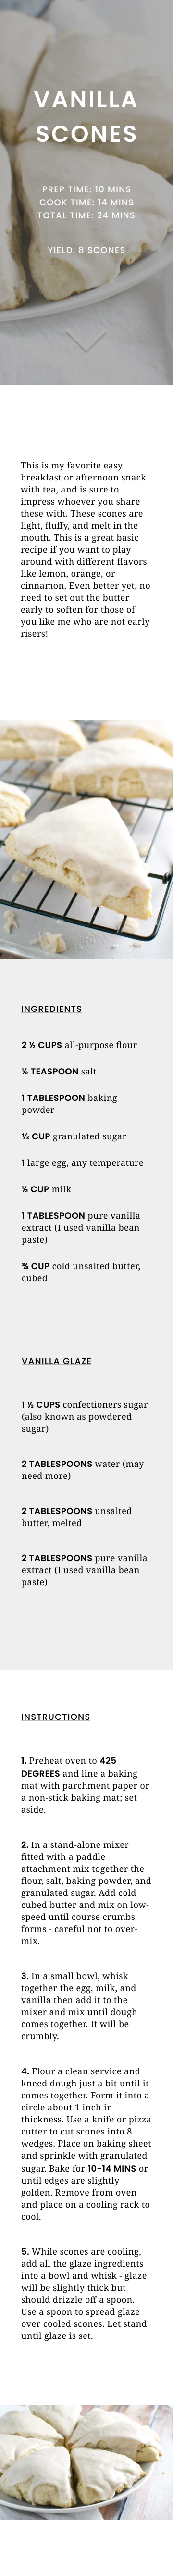 VANILLA
SCONES
PREP TIME: 10 MINS
COOK TIME: 14 MINS
TOTAL TIME: 24 MINS
YIELD: 8 SCONES
This is my favorite easy
breakfast or afternoon snack
with tea, and is sure to
impress whoever you share
these with. These scones are
light, fluffy, and melt in the
mouth. This is a great basic
recipe if you want to play
around with different flavors
like lemon, orange, or
cinnamon. Even better yet, no
need to set out the butter
early to soften for those of
you like me who are not early
risers!
INGREDIENTS
2 ½ CUPS all-purpose flour
½ TEASPOON salt
1 TABLESPOON baking
powder
⅓ CUP granulated sugar
1 large egg, any temperature
½ CUP milk
1 TABLESPOON pure vanilla
extract (I used vanilla bean
paste)
¾ CUP cold unsalted butter,
cubed
VANILLA GLAZE
1 ½ CUPS confectioners sugar
(also known as powdered
sugar)
2 TABLESPOONS water (may
need more)
2 TABLESPOONS unsalted
butter, melted
2 TABLESPOONS pure vanilla
extract (I used vanilla bean
paste)
INSTRUCTIONS
1. Preheat oven to 425
DEGREES and line a baking
mat with parchment paper or
a non-stick baking mat; set
aside.
2. In a stand-alone mixer
fitted with a paddle
attachment mix together the
flour, salt, baking powder, and
granulated sugar. Add cold
cubed butter and mix on low-
speed until course crumbs
forms - careful not to over-
mix.
3. In a small bowl, whisk
together the egg, milk, and
vanilla then add it to the
mixer and mix until dough
comes together. It will be
crumbly.
4. Flour a clean service and
kneed dough just a bit until it
comes together. Form it into a
circle about 1 inch in
thickness. Use a knife or pizza
cutter to cut scones into 8
wedges. Place on baking sheet
and sprinkle with granulated
sugar. Bake for 10-14 MINS or
until edges are slightly
golden. Remove from oven
and place on a cooling rack to
cool.
5. While scones are cooling,
add all the glaze ingredients
into a bowl and whisk - glaze
will be slightly thick but
should drizzle off a spoon.
Use a spoon to spread glaze
over cooled scones. Let stand
until glaze is set.